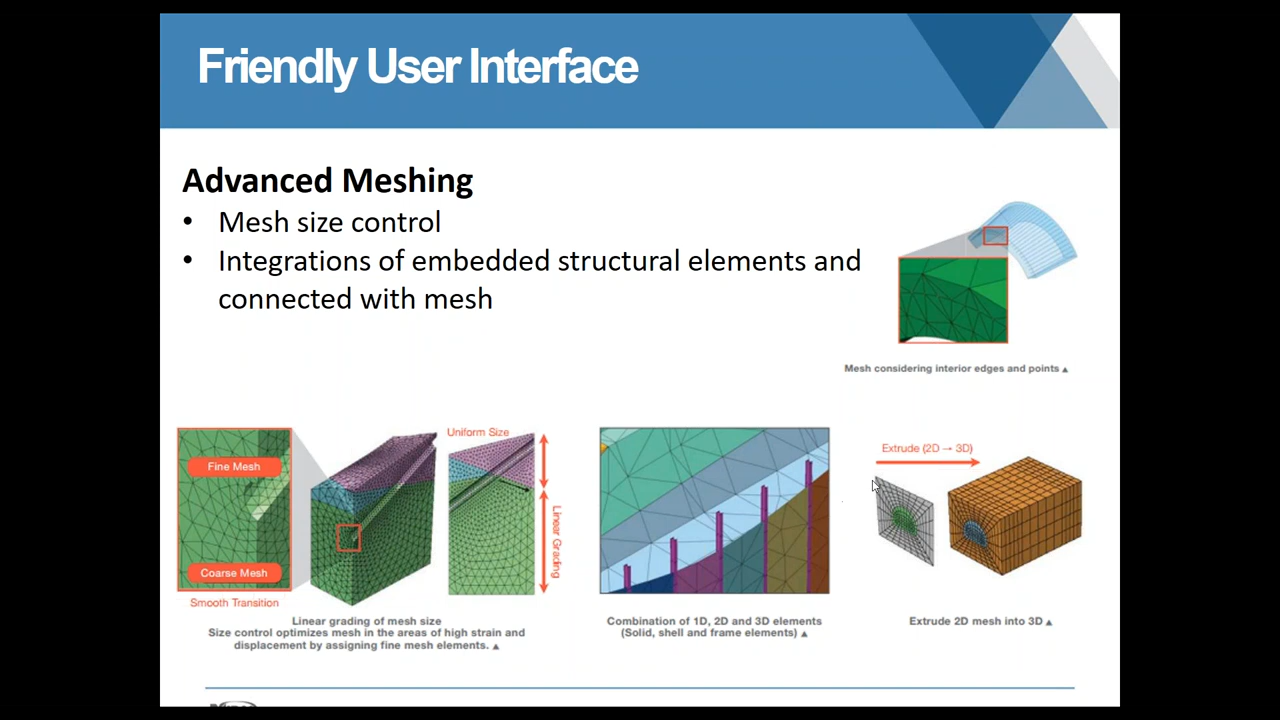 Friendly User Interface
Advanced Meshing
• Mesh size control
• Integrations of embedded structural elements and
connected with mesh
Mesh considering interior edges and points ▲
Fine Mesh
Coarse Mesh
Smooth Transition
Uniform Size
Linear Grading
Linear grading of mesh size
Size control optimizes mesh in the areas of high strain and
displacement by assigning fine mesh elements. ▲
Combination of 1D, 2D and 3D elements
(Solid, shell and frame elements) ▲
Extrude (2D → 3D)
Extrude 2D mesh into 3D ▲